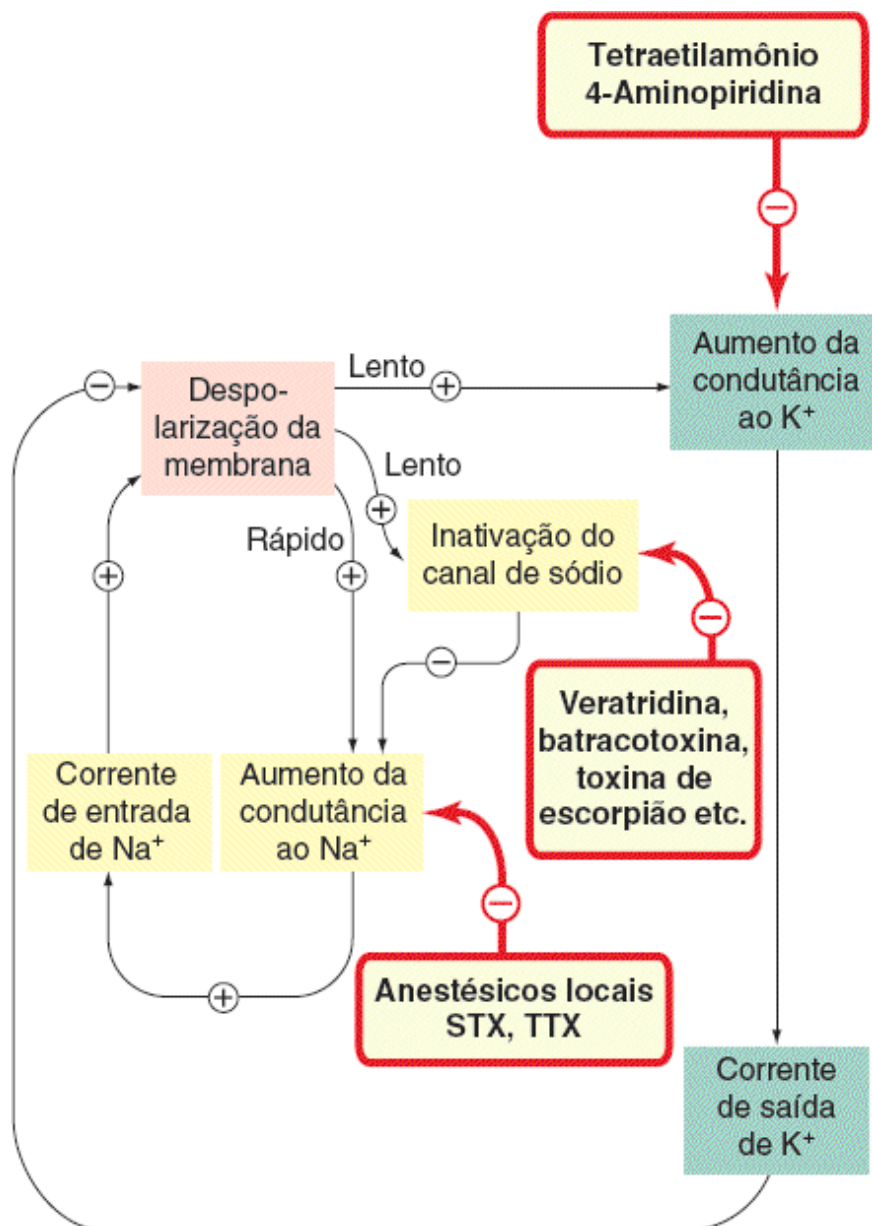 Tetraetilamônio
4-Aminopiridina
−
Aumento da
condutância
ao K⁺
Lento
+
−
Despo-
larização da
membrana
Lento
+
Rápido
+
+
Inativação do
canal de sódio
−
−
Veratridina,
batracotoxina,
toxina de
escorpião etc.
Corrente
de entrada
de Na⁺
Aumento da
condutância
ao Na⁺
−
+
Anestésicos locais
STX, TTX
Corrente
de saída
de K⁺